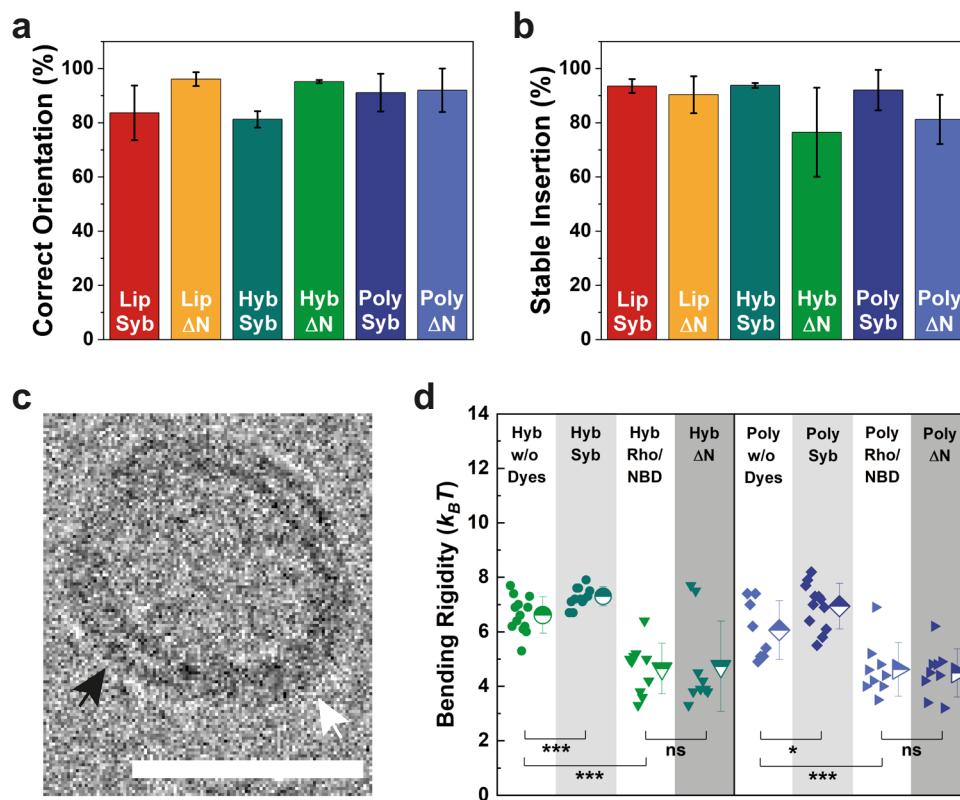 a
Correct Orientation (%)
100
80
60
40
20
0
Lip
Syb
Lip
ΔN
Hyb
Syb
Hyb
ΔN
Poly
Syb
Poly
ΔN
b
Stable Insertion (%)
100
80
60
40
20
0
Lip
Syb
Lip
ΔN
Hyb
Syb
Hyb
ΔN
Poly
Syb
Poly
ΔN
c
d
Bending Rigidity (k_BT)
14
12
10
8
6
4
2
0
Hyb
w/o
Dyes
Hyb
Syb
Hyb
Rho/
NBD
Hyb
ΔN
Poly
w/o
Dyes
Poly
Syb
Poly
Rho/
NBD
Poly
ΔN
***
ns
***
*
ns
***